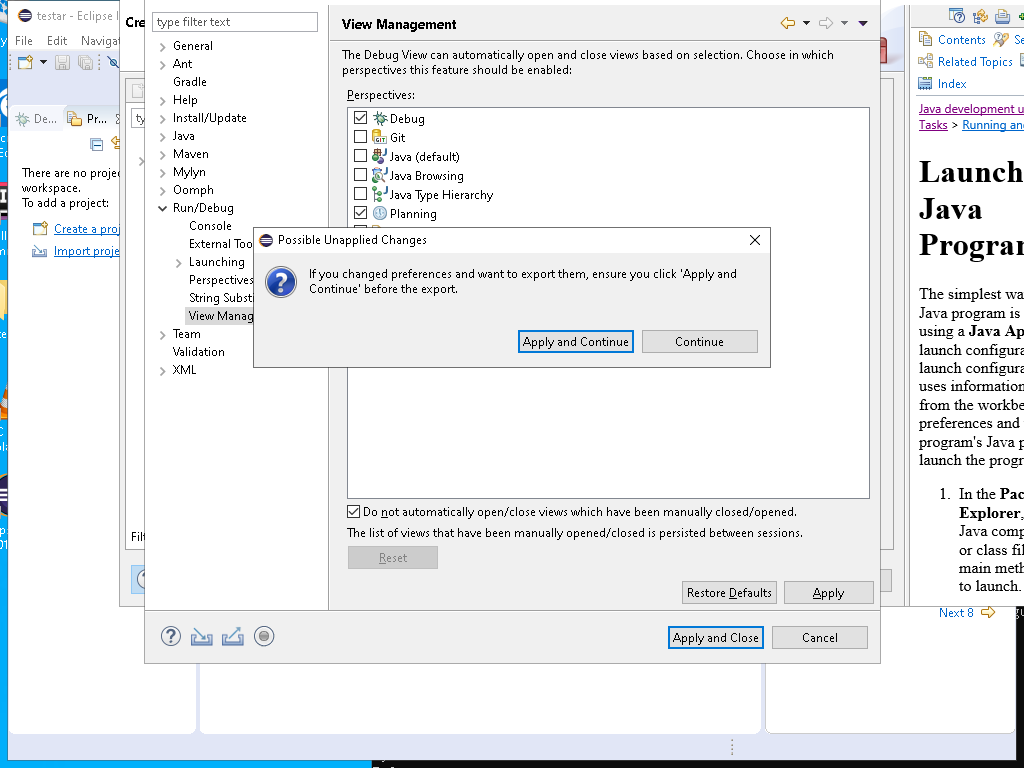 testar - Eclipse I
File Edit Naviga
De...
Pr...
There are no proje
workspace.
To add a project:
Create a proj
Import proje
Cre
ty
Filt
type filter text
General
Ant
Gradle
Help
Install/Update
Java
Maven
Mylyn
Oomph
Run/Debug
Console
External Too
Launching
Perspectives
String Substi
View Manag
Team
Validation
XML
View Management
The Debug View can automatically open and close views based on selection. Choose in which
perspectives this feature should be enabled:
Perspectives:
Debug
Git
Java (default)
Java Browsing
Java Type Hierarchy
Planning
Possible Unapplied Changes
If you changed preferences and want to export them, ensure you click 'Apply and
Continue' before the export.
Apply and Continue
Continue
Do not automatically open/close views which have been manually closed/opened.
The list of views that have been manually opened/closed is persisted between sessions.
Reset
Restore Defaults
Apply
Apply and Close
Cancel
Contents
Se
Related Topics
Index
Java development u
Tasks > Running and
Launch
Java
Program
The simplest wa
Java program is
using a Java Ap
launch configura
launch configura
uses information
from the workbe
preferences and
program's Java p
launch the progr
1. In the Pac
Explorer,
Java comp
or class fil
main meth
to launch.
Next 8